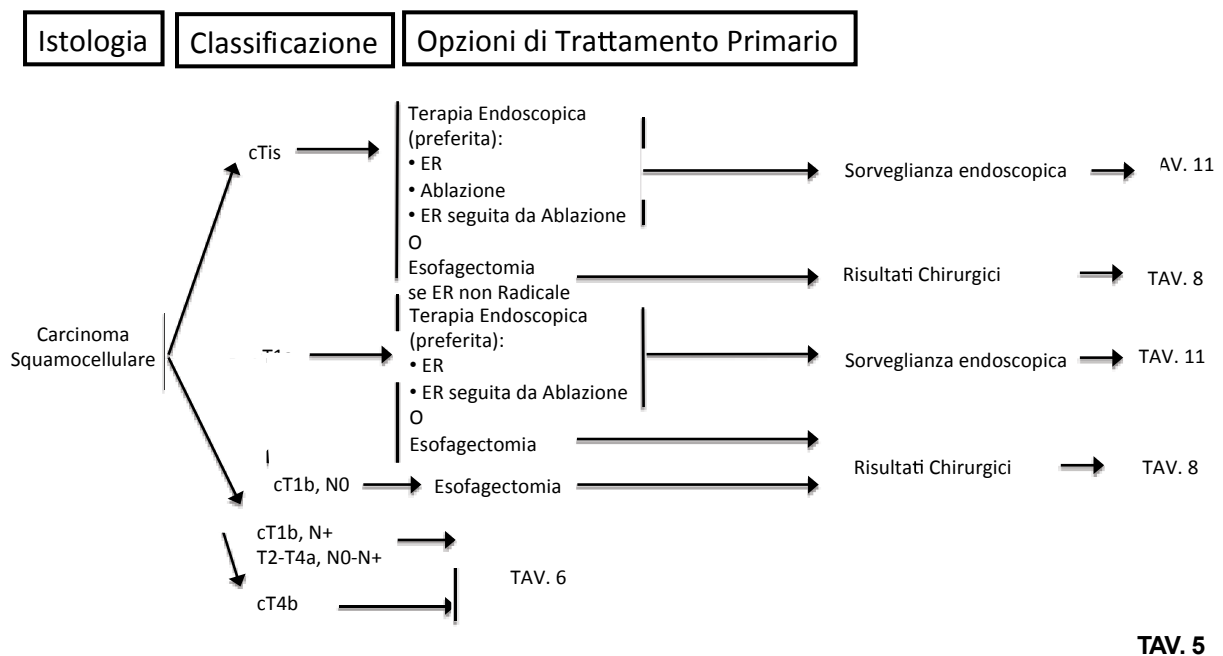 Istologia
Classificazione
Opzioni di Trattamento Primario
cTis
Terapia Endoscopica
(preferita):
• ER
• Ablazione
• ER seguita da Ablazione
O
Esofagectomia
se ER non Radicale
Sorveglianza endoscopica
AV. 11
Risultati Chirurgici
TAV. 8
Carcinoma
Squamocellulare
Terapia Endoscopica
(preferita):
• ER
• ER seguita da Ablazione
O
Esofagectomia
Sorveglianza endoscopica
TAV. 11
Risultati Chirurgici
TAV. 8
cT1b, N0
Esofagectomia
cT1b, N+
T2-T4a, N0-N+
cT4b
TAV. 6
TAV. 5